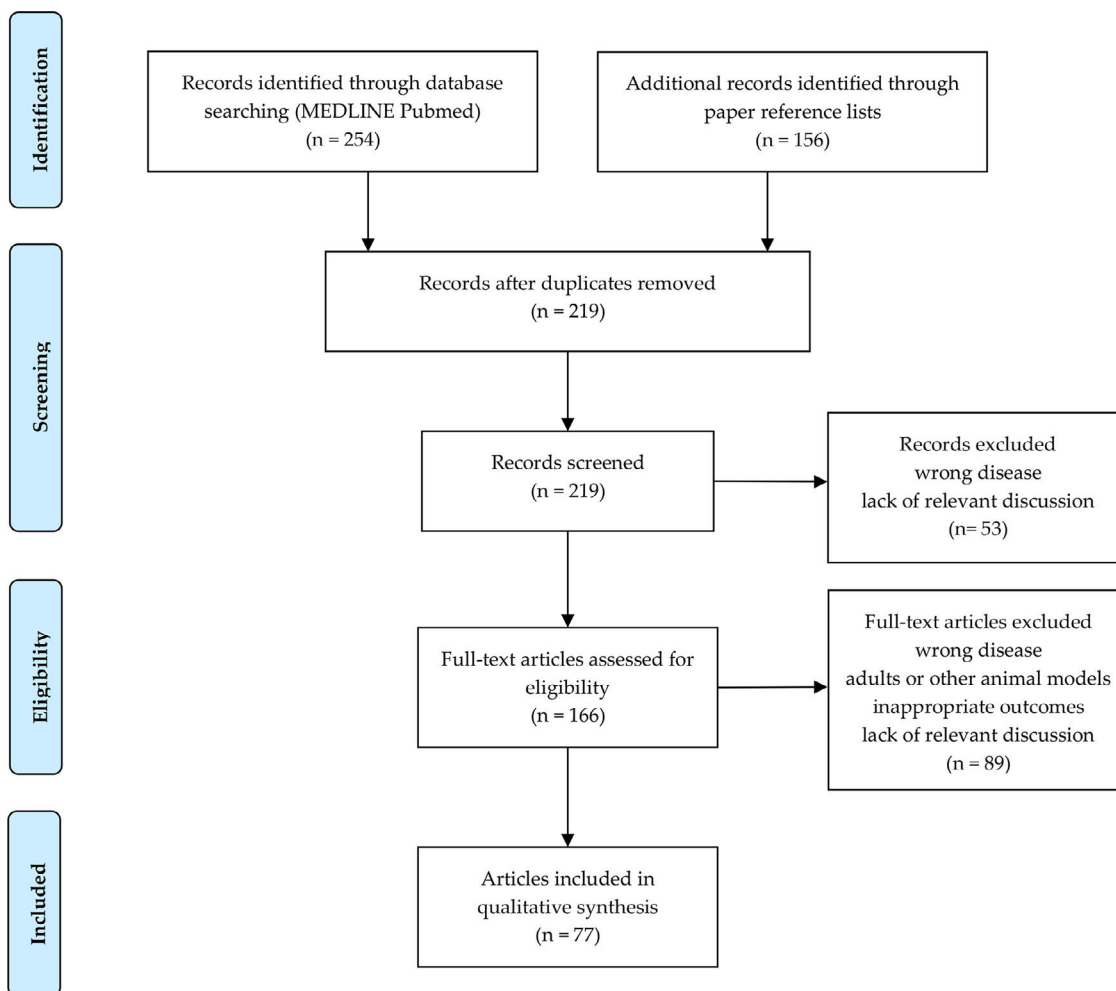 Identification
Records identified through database
searching (MEDLINE Pubmed)
(n = 254)
Additional records identified through
paper reference lists
(n = 156)
Screening
Records after duplicates removed
(n = 219)
Records screened
(n = 219)
Records excluded
wrong disease
lack of relevant discussion
(n= 53)
Eligibility
Full-text articles assessed for
eligibility
(n = 166)
Full-text articles excluded
wrong disease
adults or other animal models
inappropriate outcomes
lack of relevant discussion
(n = 89)
Included
Articles included in
qualitative synthesis
(n = 77)